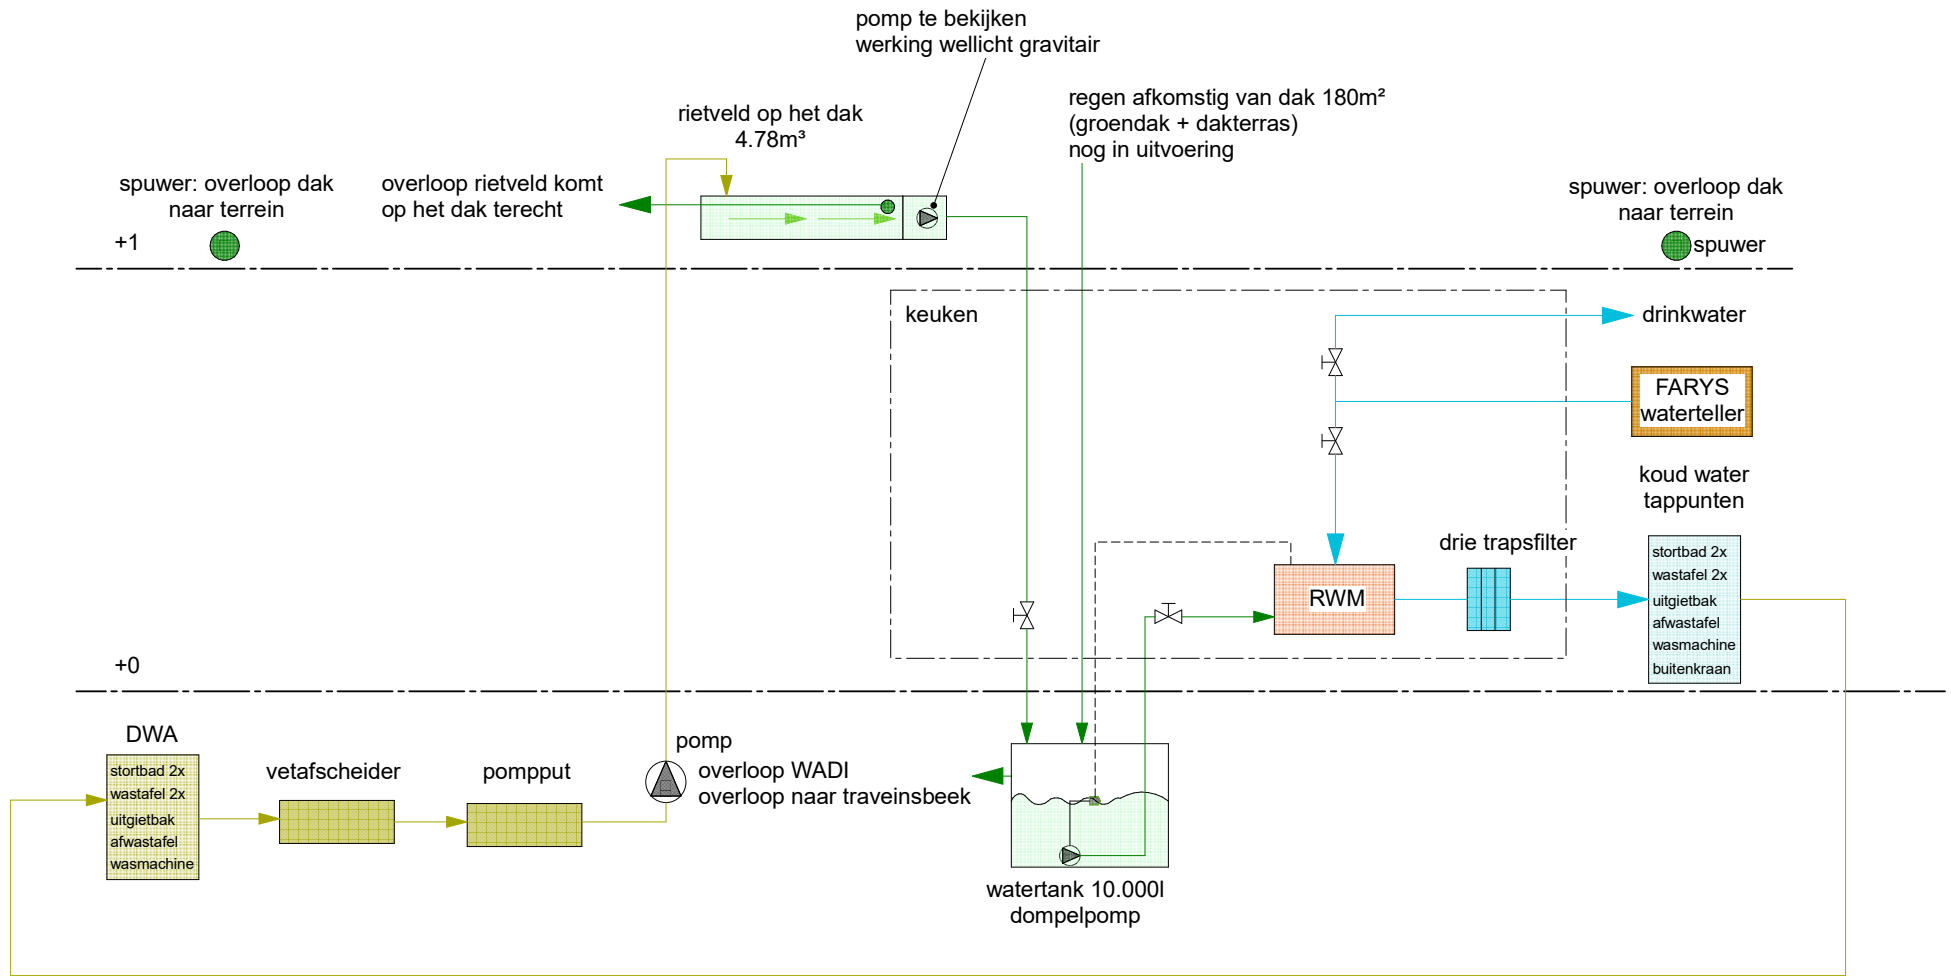 pomp te bekijken
werking wellicht gravitair
regen afkomstig van dak 180m²
(groendak + dakterras)
nog in uitvoering
rietveld op het dak
4.78m³
spuwer: overloop dak
naar terrein
overloop rietveld komt
op het dak terecht
spuwer: overloop dak
naar terrein
+1
spuwer
keuken
drinkwater
FARYS
waterteller
koud water
tappunten
drie trapsfilter
stortbad 2x
wastafel 2x
uitgietbak
afwastafel
wasmachine
buitenkraan
RWM
+0
DWA
stortbad 2x
wastafel 2x
uitgietbak
afwastafel
wasmachine
vetafscheider
pompput
pomp
overloop WADI
overloop naar traveinsbeek
watertank 10.000l
dompelpomp